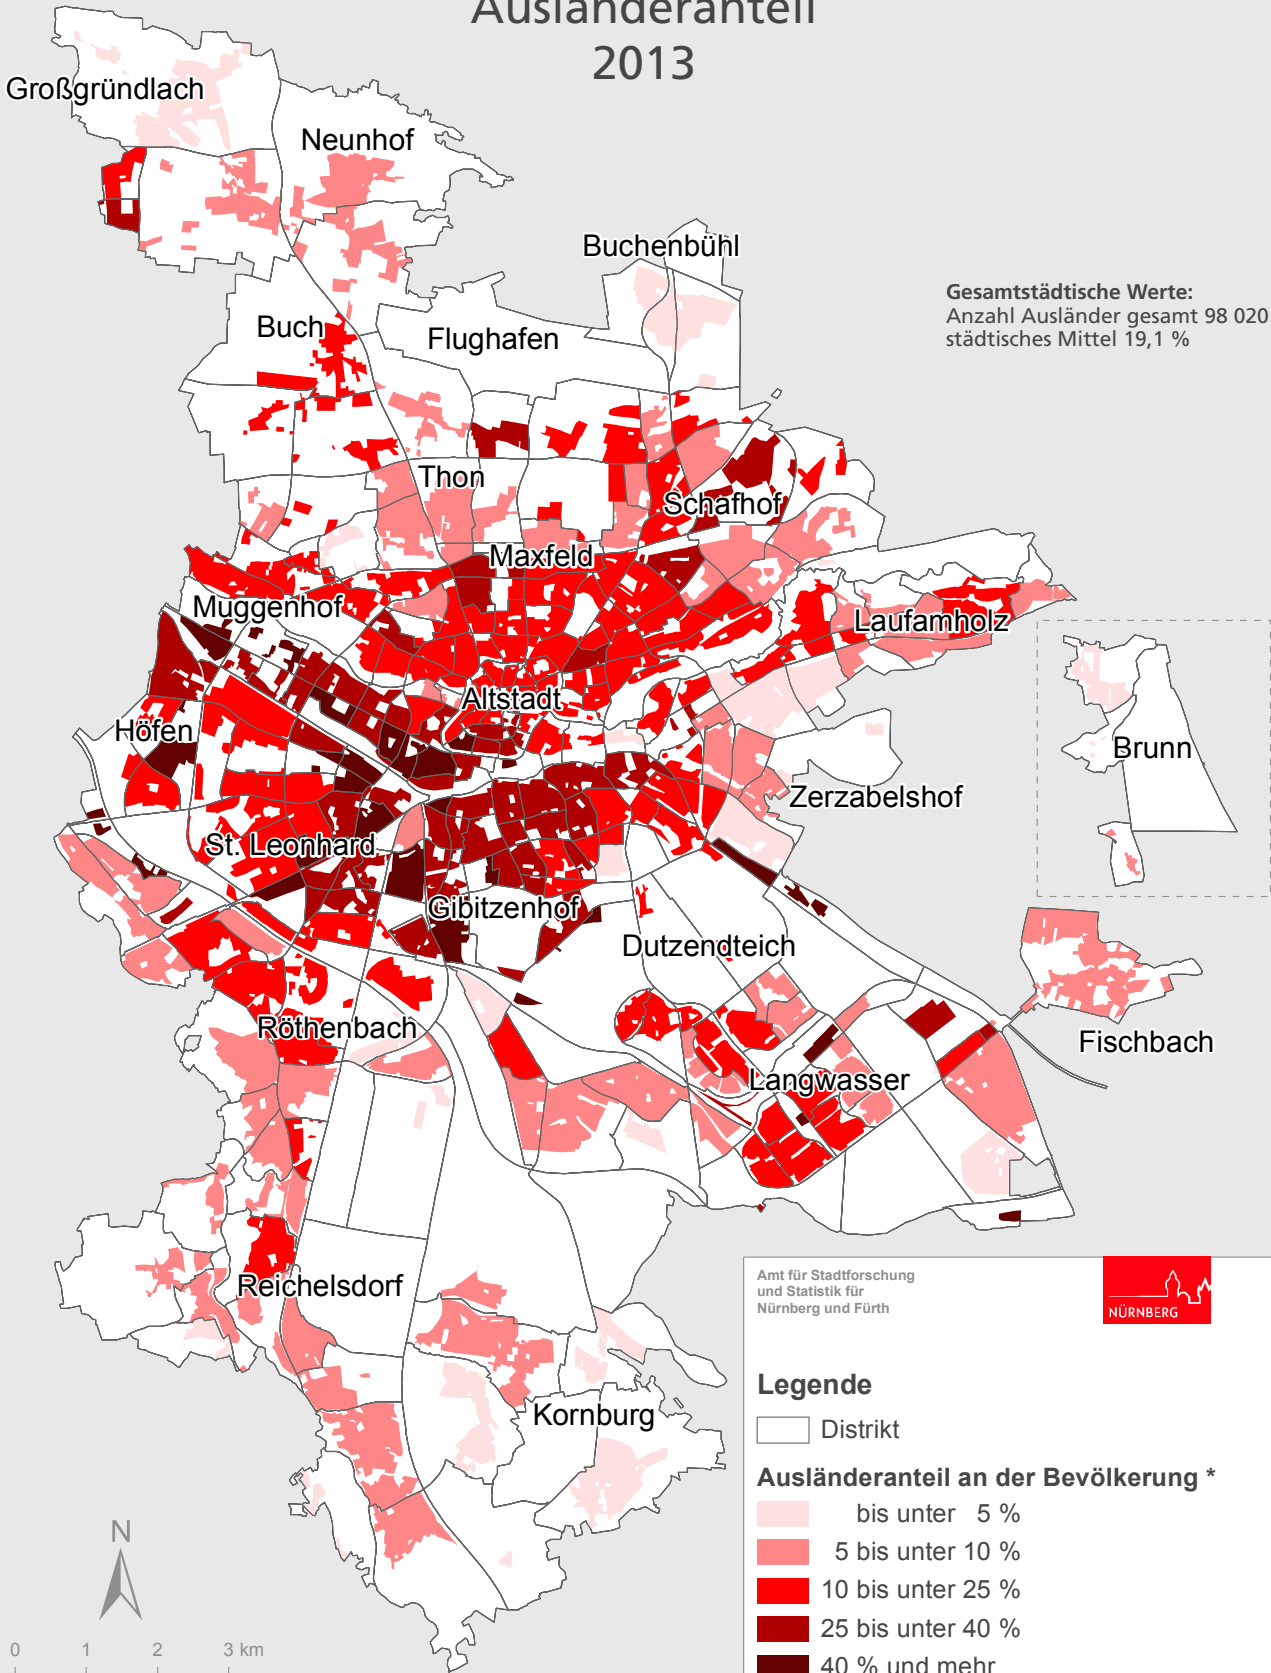 Ausländeranteil
2013
Großgründlach
Neunhof
Buchenbühl
Gesamtstädtische Werte:
Anzahl Ausländer gesamt 98 020
städtisches Mittel 19,1 %
Buch
Flughafen
Thon
Schafhof
Maxfeld
Muggenhof
Laufamholz
Altstadt
Höfen
Brunn
Zerzabelshof
St. Leonhard
Gibitzenhof
Dutzendteich
Röthenbach
Fischbach
Langwasser
Reichelsdorf
Kornburg
Amt für Stadtforschung
und Statistik für
Nürnberg und Fürth
NÜRNBERG
Legende
Distrikt
Ausländeranteil an der Bevölkerung *
bis unter 5 %
5 bis unter 10 %
10 bis unter 25 %
25 bis unter 40 %
40 % und mehr
N
0 1 2 3 km